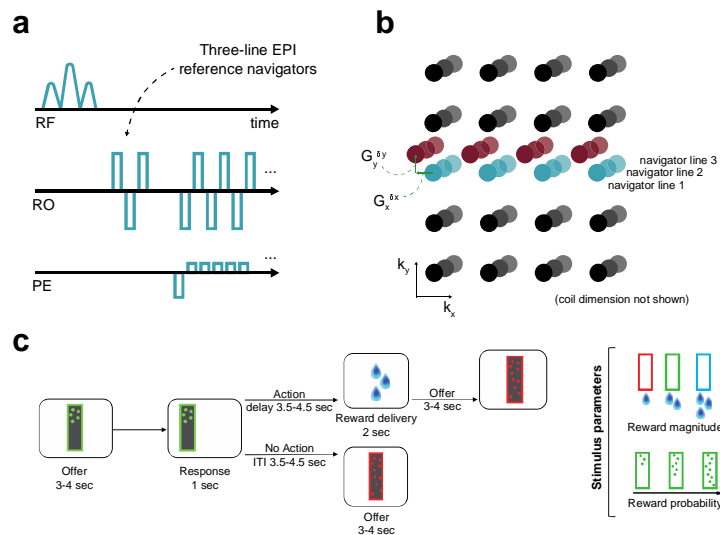 a
Three-line EPI
reference navigators
RF
time
RO
...
PE
...
b
G_y^δy
G_x^δx
navigator line 3
navigator line 2
navigator line 1
k_y
k_x
(coil dimension not shown)
c
Offer
3-4 sec
Response
1 sec
Action
delay 3.5-4.5 sec
No Action
ITI 3.5-4.5 sec
Reward delivery
2 sec
Offer
3-4 sec
Offer
3-4 sec
Stimulus parameters
Reward magnitude
Reward probability